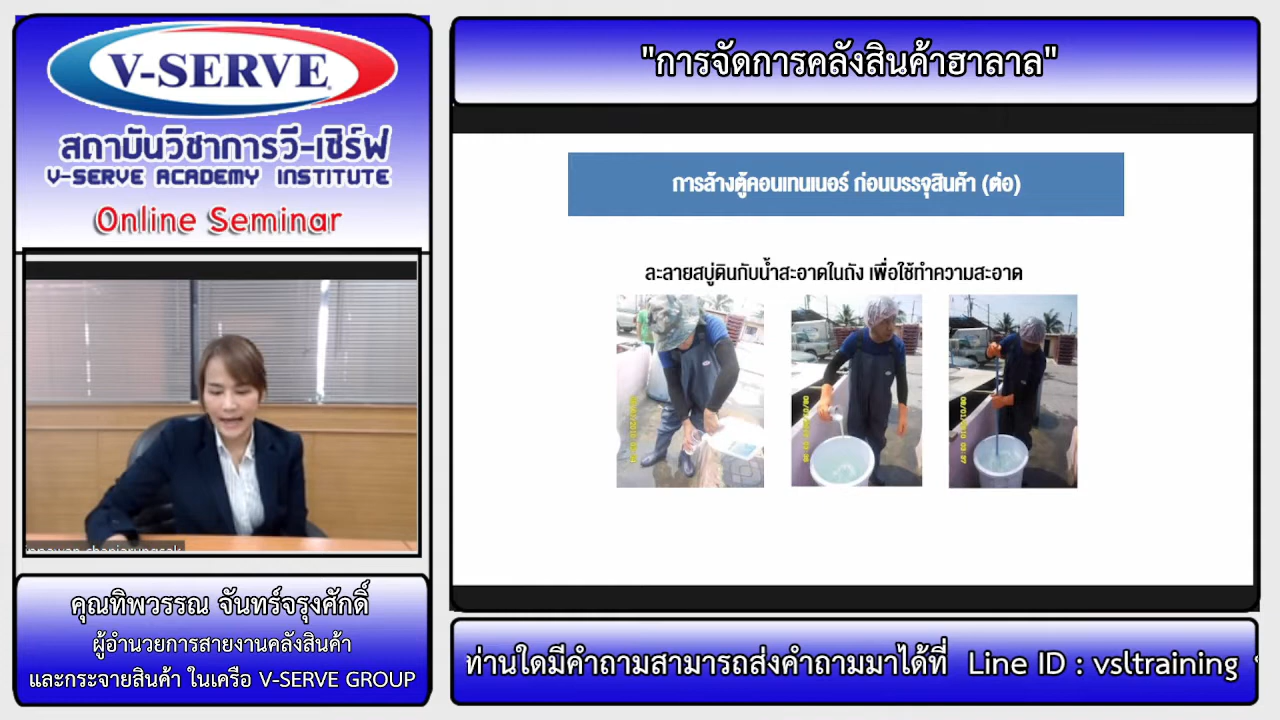 V-SERVE
สถาบันวิชาการวี-เซิร์ฟ
V-SERVE ACADEMY INSTITUTE
Online Seminar
คุณทิพวรรณ จันทร์จรุงศักดิ์
ผู้อำนวยการสายงานคลังสินค้า
และกระจายสินค้า ในเครือ V-SERVE GROUP
"การจัดการคลังสินค้าฮาลาล"
การล้างตู้คอนเทนเนอร์ ก่อนบรรจุสินค้า (ต่อ)
ละลายสบู่ดินกับน้ำสะอาดในถัง เพื่อใช้ทำความสะอาด
ท่านใดมีคำถามสามารถส่งคำถามมาได้ที่ Line ID : vsltraining